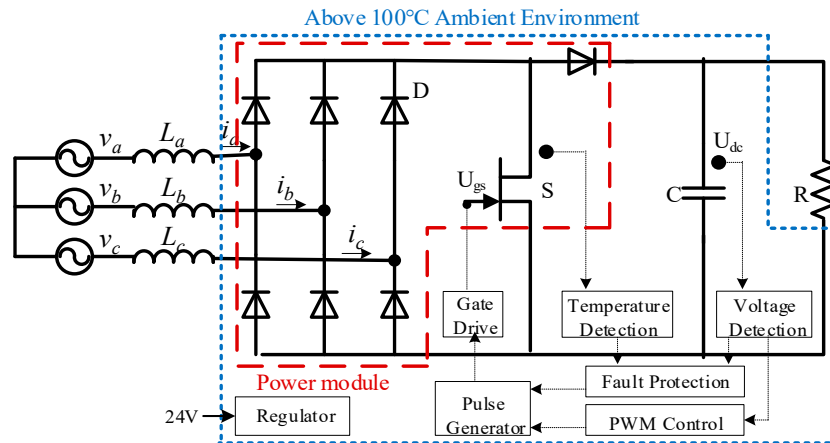 Above 100°C Ambient Environment
D
v_a
L_a
i_a
U_dc
v_b
L_b
i_b
U_gs
S
C
R
v_c
L_c
i_c
Gate
Drive
Temperature
Detection
Voltage
Detection
Power module
Fault Protection
24V
Regulator
Pulse
Generator
PWM Control